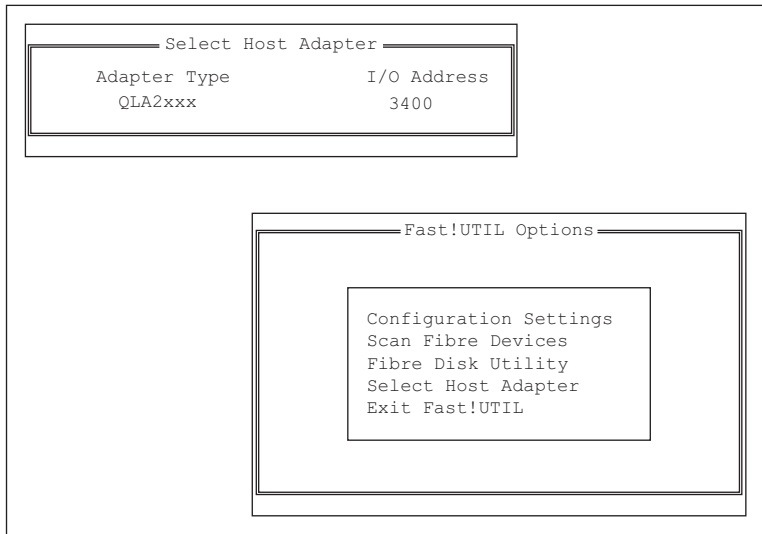 Select Host Adapter
Adapter Type I/O Address
QLA2xxx 3400
Fast!UTIL Options
Configuration Settings
Scan Fibre Devices
Fibre Disk Utility
Select Host Adapter
Exit Fast!UTIL